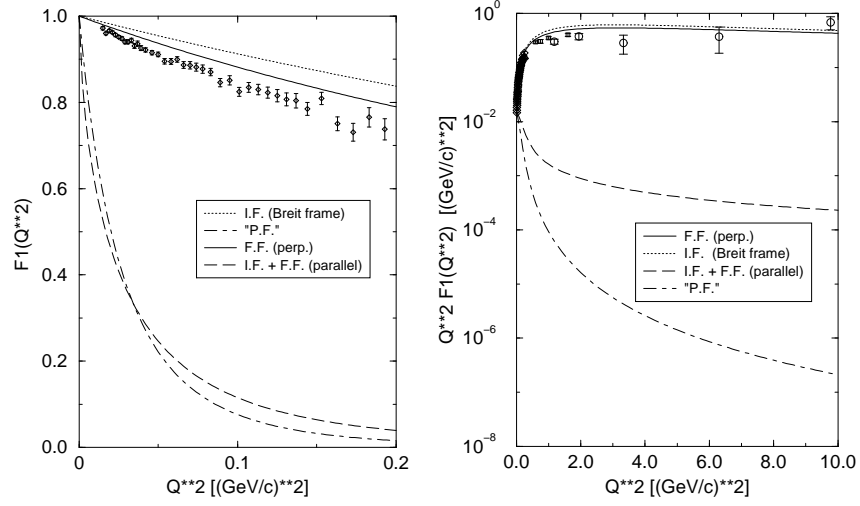 1.0
0.8
0.6
0.4
0.2
0.0
F1(Q**2)
I.F. (Breit frame)
"P.F."
F.F. (perp.)
I.F. + F.F. (parallel)
0
0.1
0.2
Q**2 [(GeV/c)**2]
10^0
10^-2
10^-4
10^-6
10^-8
Q**2 F1(Q**2) [(GeV/c)**2]
F.F. (perp.)
I.F. (Breit frame)
I.F. + F.F. (parallel)
"P.F."
0.0
2.0
4.0
6.0
8.0
10.0
Q**2 [(GeV/c)**2]